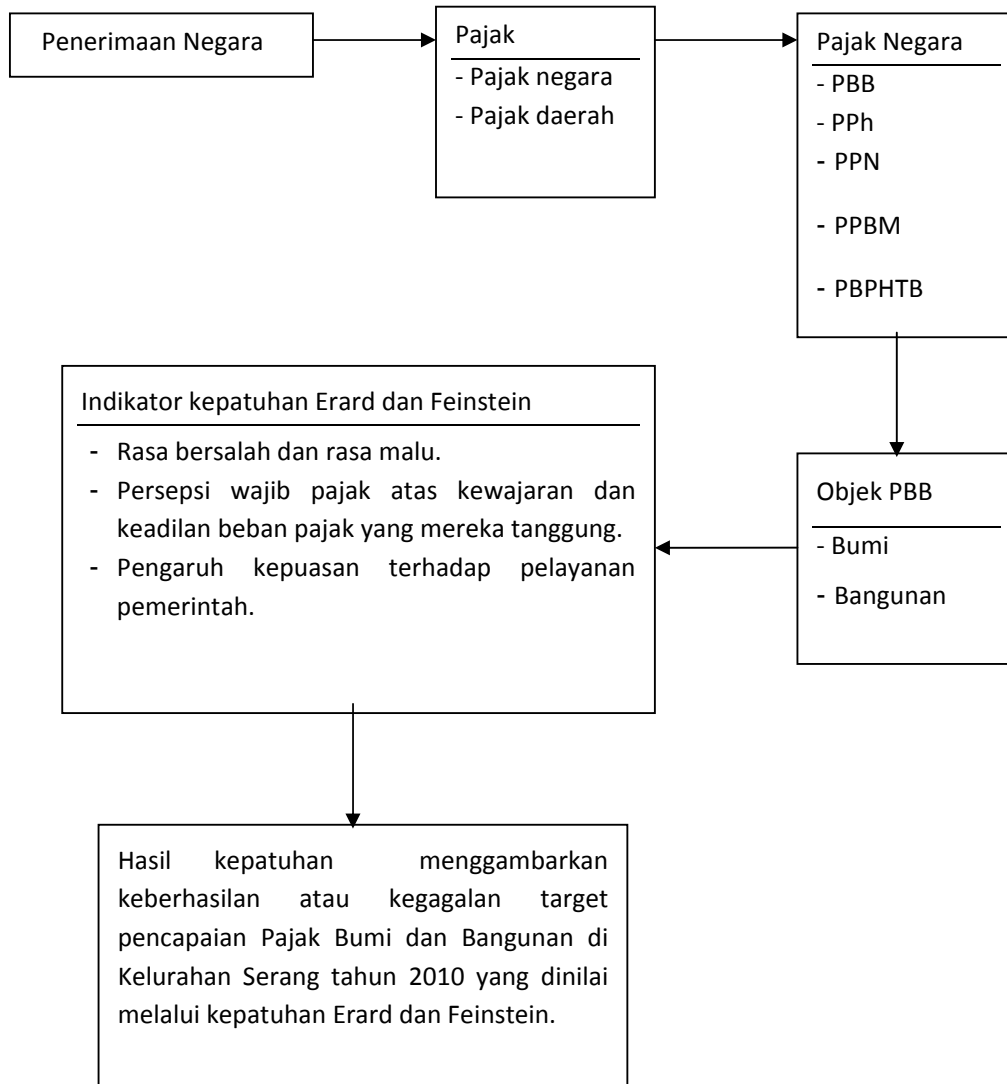 Penerimaan Negara
Pajak
- Pajak negara
- Pajak daerah
Pajak Negara
- PBB
- PPh
- PPN
- PPBM
- PBPHTB
Objek PBB
- Bumi
- Bangunan
Indikator kepatuhan Erard dan Feinstein
- Rasa bersalah dan rasa malu.
- Persepsi wajib pajak atas kewajaran dan
keadilan beban pajak yang mereka tanggung.
- Pengaruh kepuasan terhadap pelayanan
pemerintah.
Hasil kepatuhan menggambarkan
keberhasilan atau kegagalan target
pencapaian Pajak Bumi dan Bangunan di
Kelurahan Serang tahun 2010 yang dinilai
melalui kepatuhan Erard dan Feinstein.